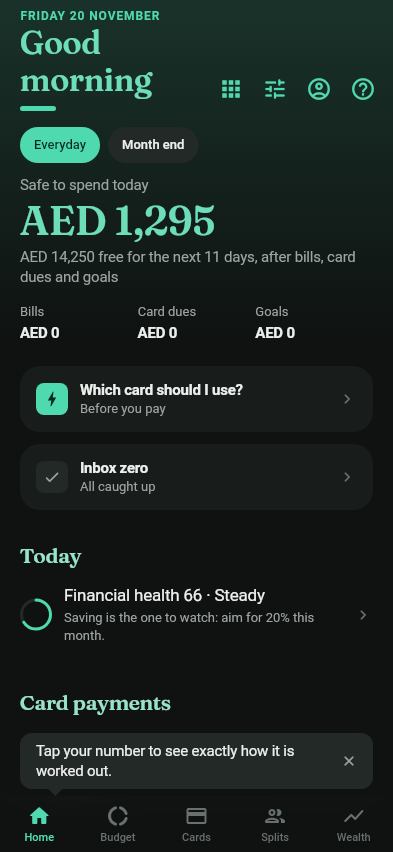 FRIDAY 20 NOVEMBER
Good
morning
Everyday
Month end
Safe to spend today
AED 1,295
AED 14,250 free for the next 11 days, after bills, card
dues and goals
Bills
Card dues
Goals
AED 0
AED 0
AED 0
Which card should I use?
Before you pay
Inbox zero
All caught up
Today
Financial health 66 · Steady
Saving is the one to watch: aim for 20% this
month.
Card payments
Tap your number to see exactly how it is
worked out.
Home
Budget
Cards
Splits
Wealth